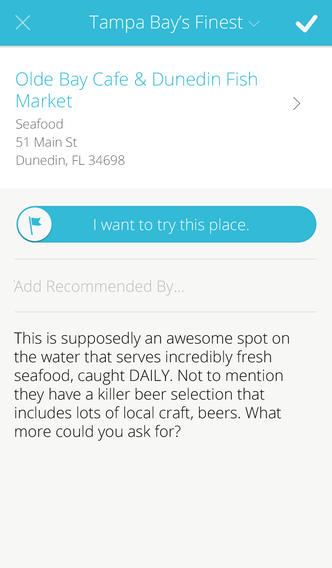 Tampa Bay’s Finest
Olde Bay Cafe & Dunedin Fish
Market
Seafood
51 Main St
Dunedin, FL 34698
I want to try this place.
Add Recommended By...
This is supposedly an awesome spot on
the water that serves incredibly fresh
seafood, caught DAILY. Not to mention
they have a killer beer selection that
includes lots of local craft, beers. What
more could you ask for?